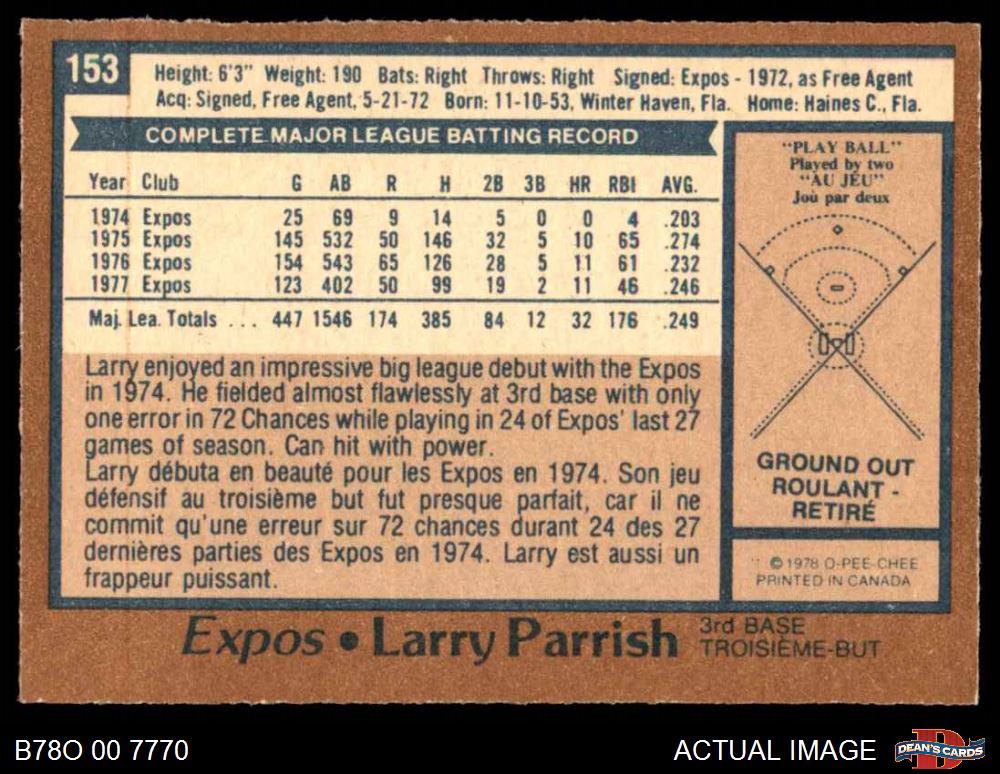 153
Height: 6'3" Weight: 190 Bats: Right Throws: Right Signed: Expos - 1972, as Free Agent
Acq: Signed, Free Agent, 5-21-72 Born: 11-10-53, Winter Haven, Fla. Home: Haines C., Fla.
COMPLETE MAJOR LEAGUE BATTING RECORD
Year Club G AB R H 2B 3B HR RBI AVG.
1974 Expos 25 69 9 14 5 0 0 4 .203
1975 Expos 145 532 50 146 32 5 10 65 .274
1976 Expos 154 543 65 126 28 5 11 61 .232
1977 Expos 123 402 50 99 19 2 11 46 .246
Maj. Lea. Totals ... 447 1546 174 385 84 12 32 176 .249
Larry enjoyed an impressive big league debut with the Expos
in 1974. He fielded almost flawlessly at 3rd base with only
one error in 72 Chances while playing in 24 of Expos' last 27
games of season. Can hit with power.
Larry débuta en beauté pour les Expos en 1974. Son jeu
défensif au troisième but fut presque parfait, car il ne
commit qu'une erreur sur 72 chances durant 24 des 27
dernières parties des Expos en 1974. Larry est aussi un
frappeur puissant.
"PLAY BALL"
Played by two
"AU JEU"
Jou par deux
GROUND OUT
ROULANT -
RETIRÉ
© 1978 O-PEE-CHEE
PRINTED IN CANADA
Expos • Larry Parrish
3rd BASE
TROISIÈME-BUT
B78O 00 7770
ACTUAL IMAGE
DEAN'S CARDS